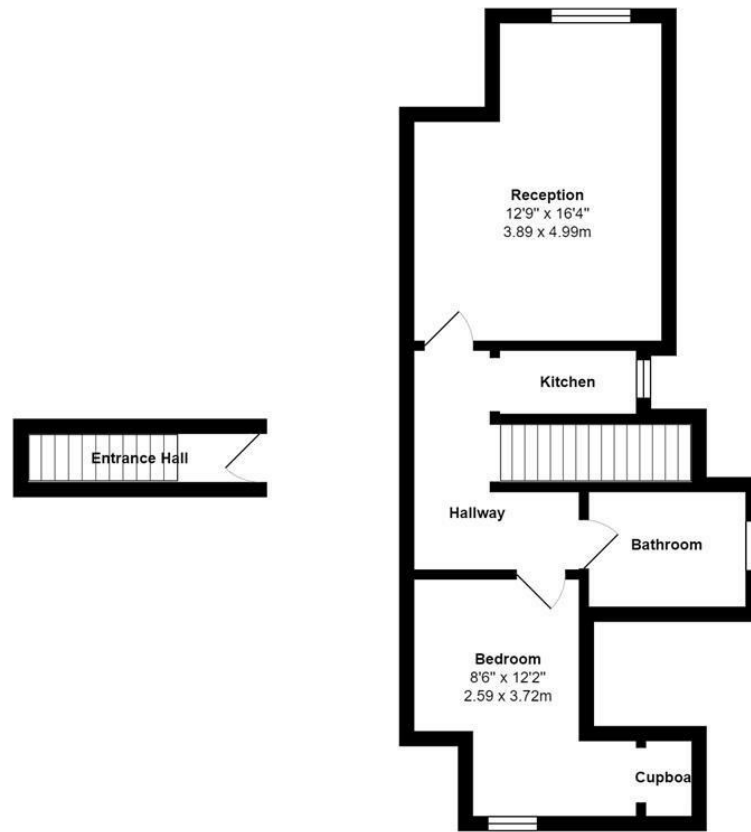 Reception
12'9" x 16'4"
3.89 x 4.99m
Kitchen
Entrance Hall
Hallway
Bathroom
Bedroom
8'6" x 12'2"
2.59 x 3.72m
Cupboa